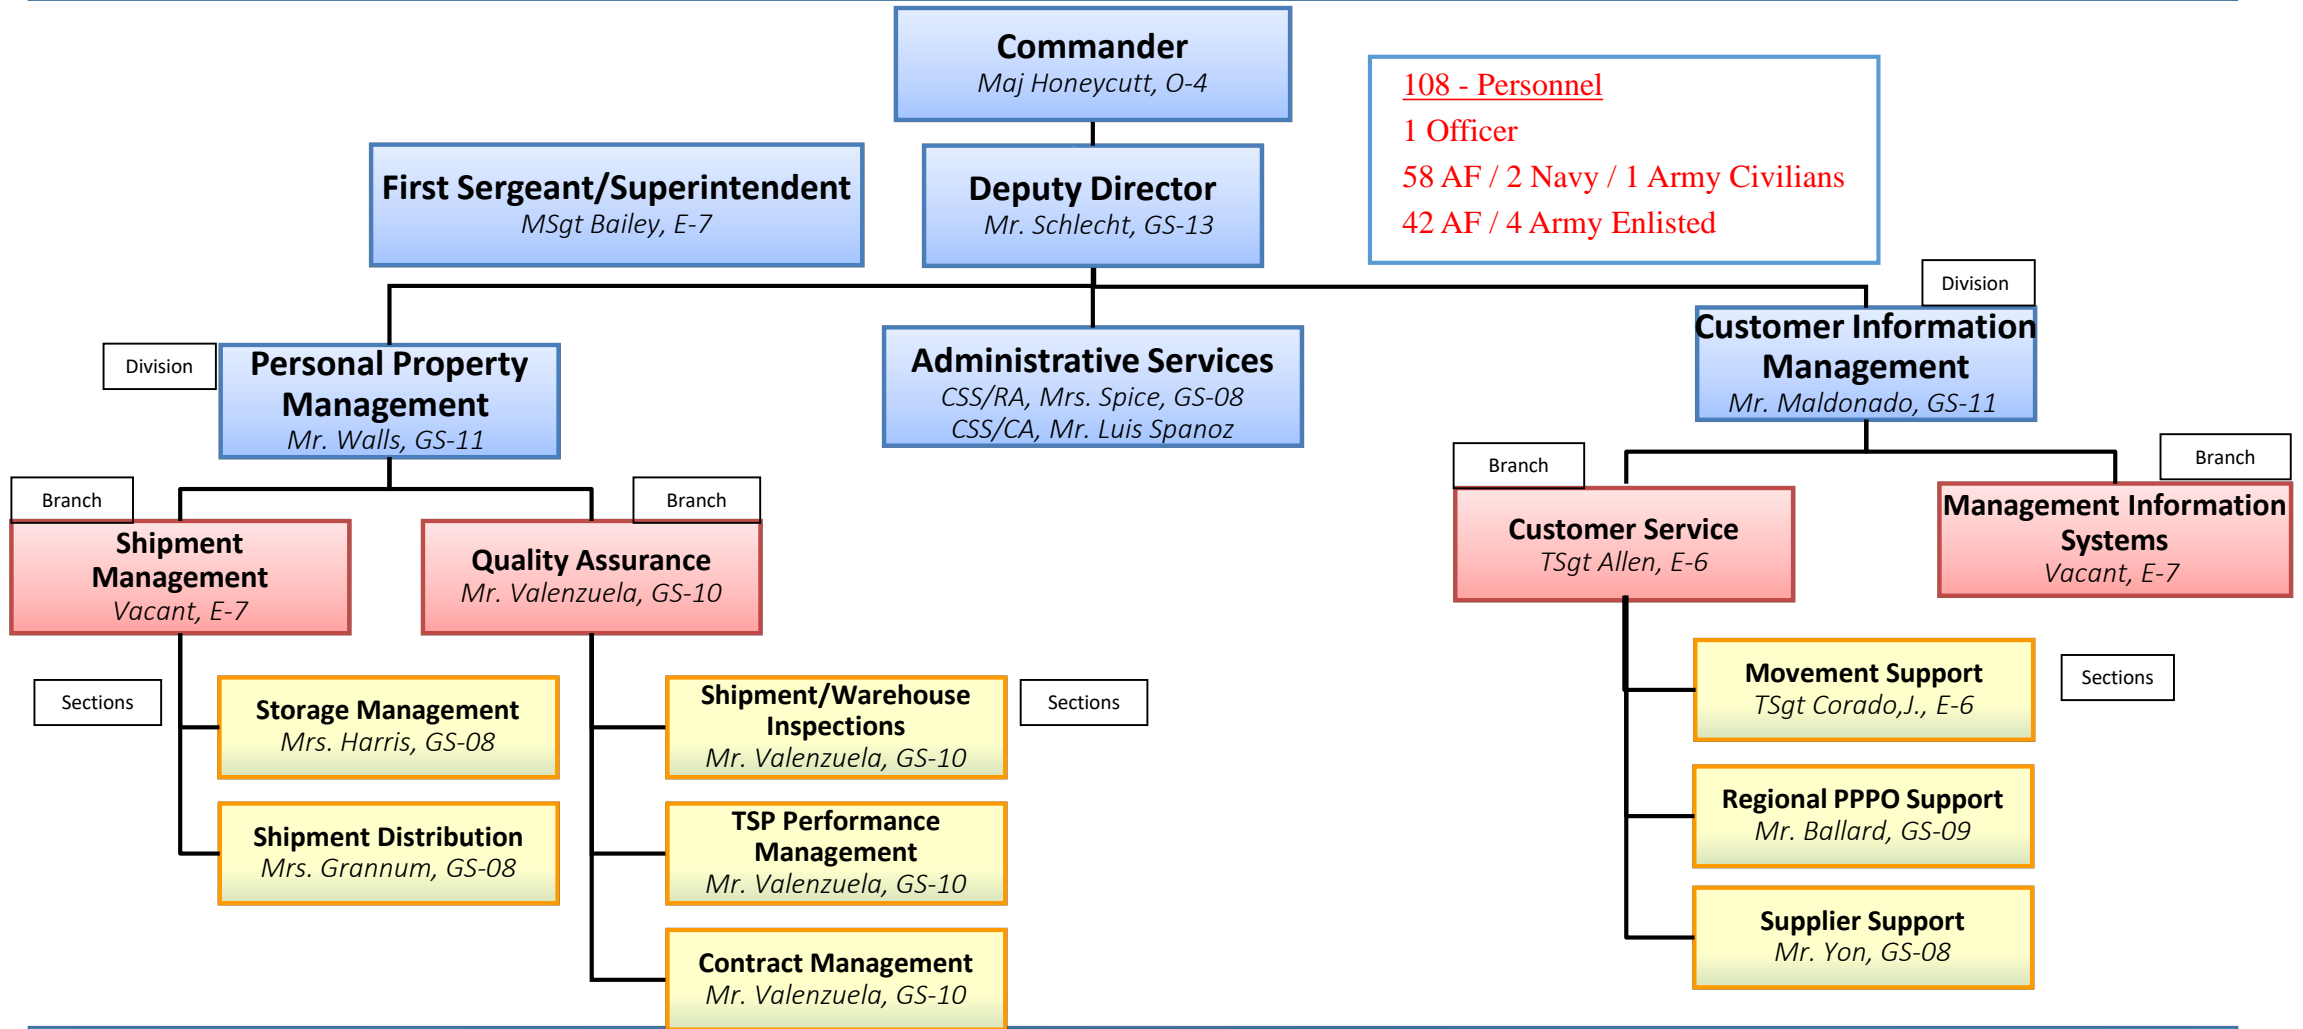 Commander
Maj Honeycutt, O-4
108 - Personnel
1 Officer
58 AF / 2 Navy / 1 Army Civilians
42 AF / 4 Army Enlisted
First Sergeant/Superintendent
MSgt Bailey, E-7
Deputy Director
Mr. Schlecht, GS-13
Division
Personal Property
Management
Mr. Walls, GS-11
Administrative Services
CSS/RA, Mrs. Spice, GS-08
CSS/CA, Mr. Luis Spanoz
Division
Customer Information
Management
Mr. Maldonado, GS-11
Branch
Shipment
Management
Vacant, E-7
Branch
Quality Assurance
Mr. Valenzuela, GS-10
Branch
Customer Service
TSgt Allen, E-6
Branch
Management Information
Systems
Vacant, E-7
Sections
Storage Management
Mrs. Harris, GS-08
Shipment Distribution
Mrs. Grannum, GS-08
Shipment/Warehouse
Inspections
Mr. Valenzuela, GS-10
Sections
TSP Performance
Management
Mr. Valenzuela, GS-10
Contract Management
Mr. Valenzuela, GS-10
Movement Support
TSgt Corado,J., E-6
Sections
Regional PPPO Support
Mr. Ballard, GS-09
Supplier Support
Mr. Yon, GS-08